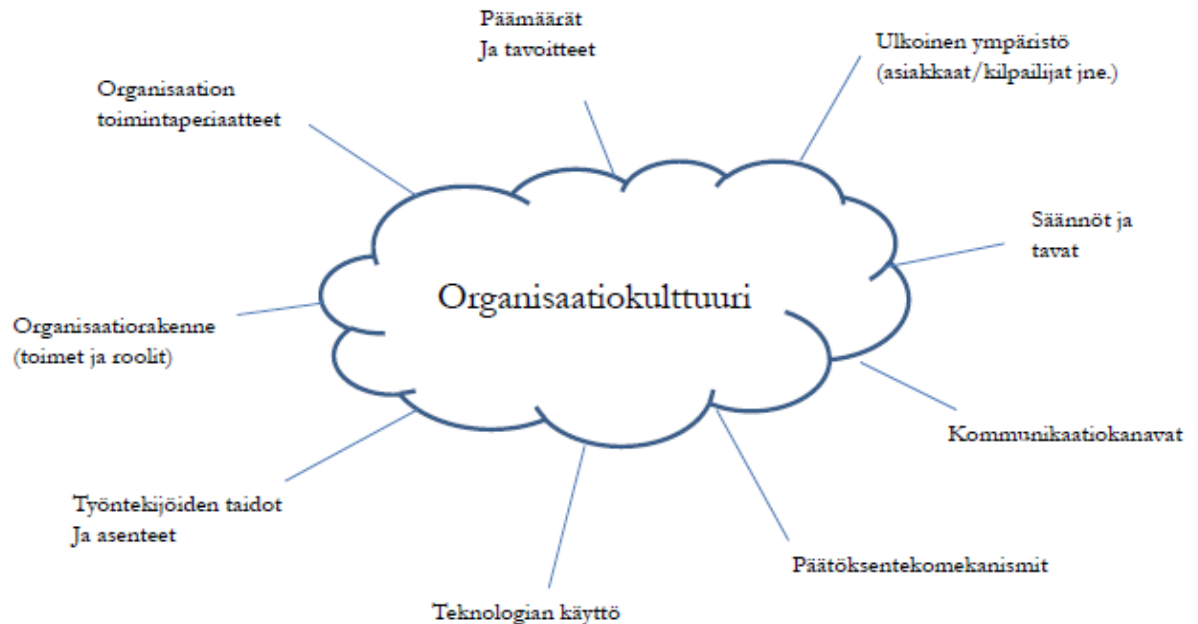 Päämäärät
Ja tavoitteet
Ulkoinen ympäristö
(asiakkaat/kilpailijat jne.)
Organisaation
toimintaperiaatteet
Säännöt ja
tavat
Organisaatiokulttuuri
Organisaatiorakenne
(toimet ja roolit)
Kommunikaatiokanavat
Työntekijöiden taidot
Ja asenteet
Päätöksentekomekanismit
Teknologian käyttö